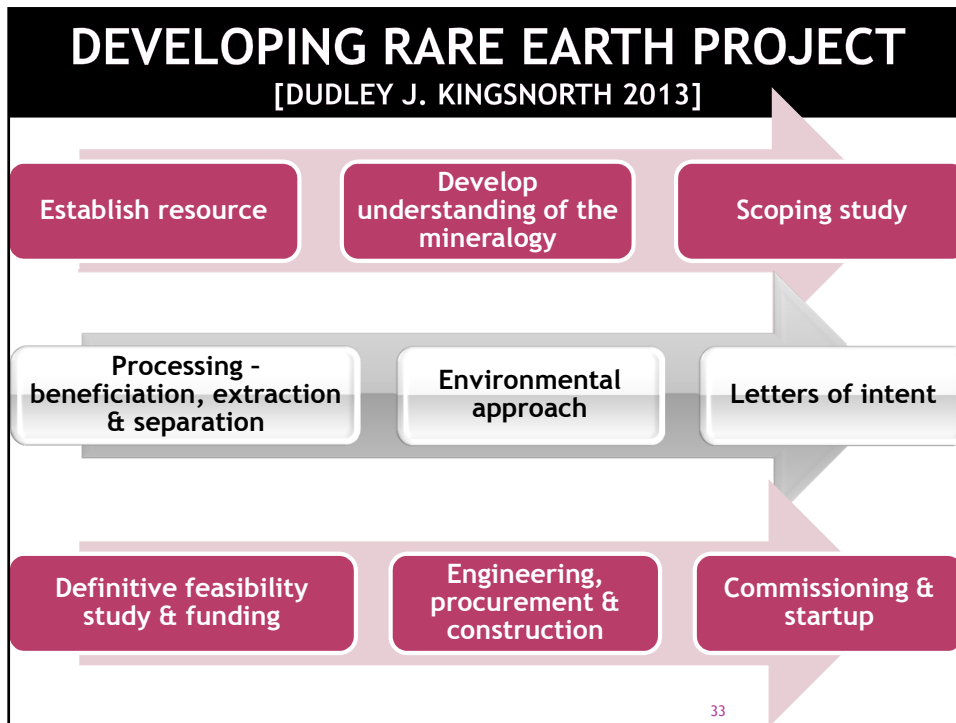 DEVELOPING RARE EARTH PROJECT
[DUDLEY J. KINGSNORTH 2013]
Establish resource
Develop
understanding of the
mineralogy
Scoping study
Processing –
beneficiation, extraction
& separation
Environmental
approach
Letters of intent
Definitive feasibility
study & funding
Engineering,
procurement &
construction
Commissioning &
startup
33